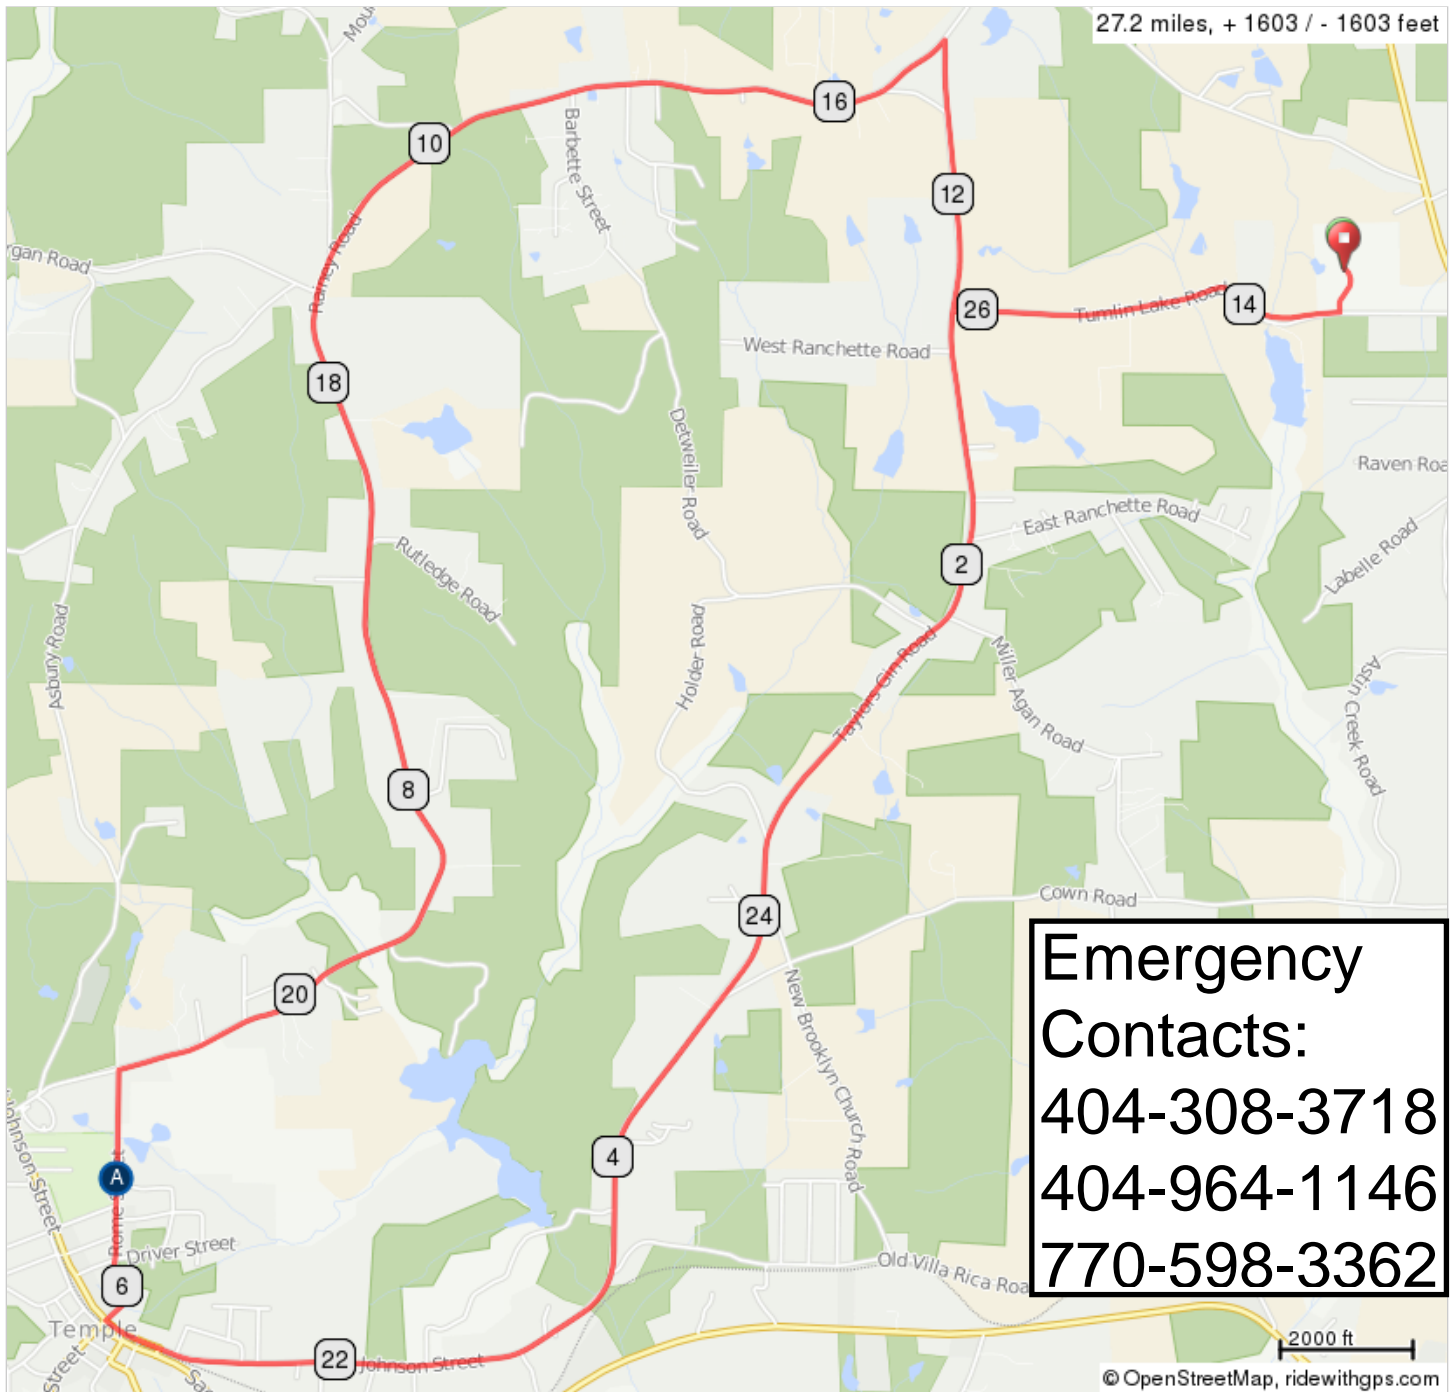 27.2 miles, + 1603 / - 1603 feet
16
10
Barbette Street
12
rgan Road
Rainey Road
26
Tumlin Lake Road
14
West Ranchette Road
18
Detweiler Road
Raven Roa
East Ranchette Road
Rutledge Road
2
Labelle Road
Asbury Road
Holder Road
Taylors Gin Road
Miller Agan Road
Astin Creek Road
8
Cown Road
24
Emergency
Contacts:
404-308-3718
404-964-1146
770-598-3362
20
New Brooklyn Church Road
Johnson Street
4
A
Driver Street
Old Villa Rica Roa
6
Temple
Street
22
Johnson Street
2000 ft
© OpenStreetMap, ridewithgps.com